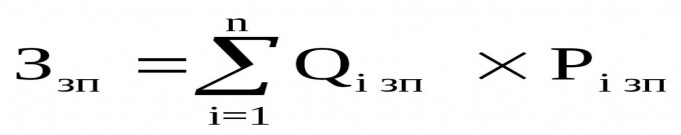 n
З зп = ∑ Q i зп × P i зп
i=1